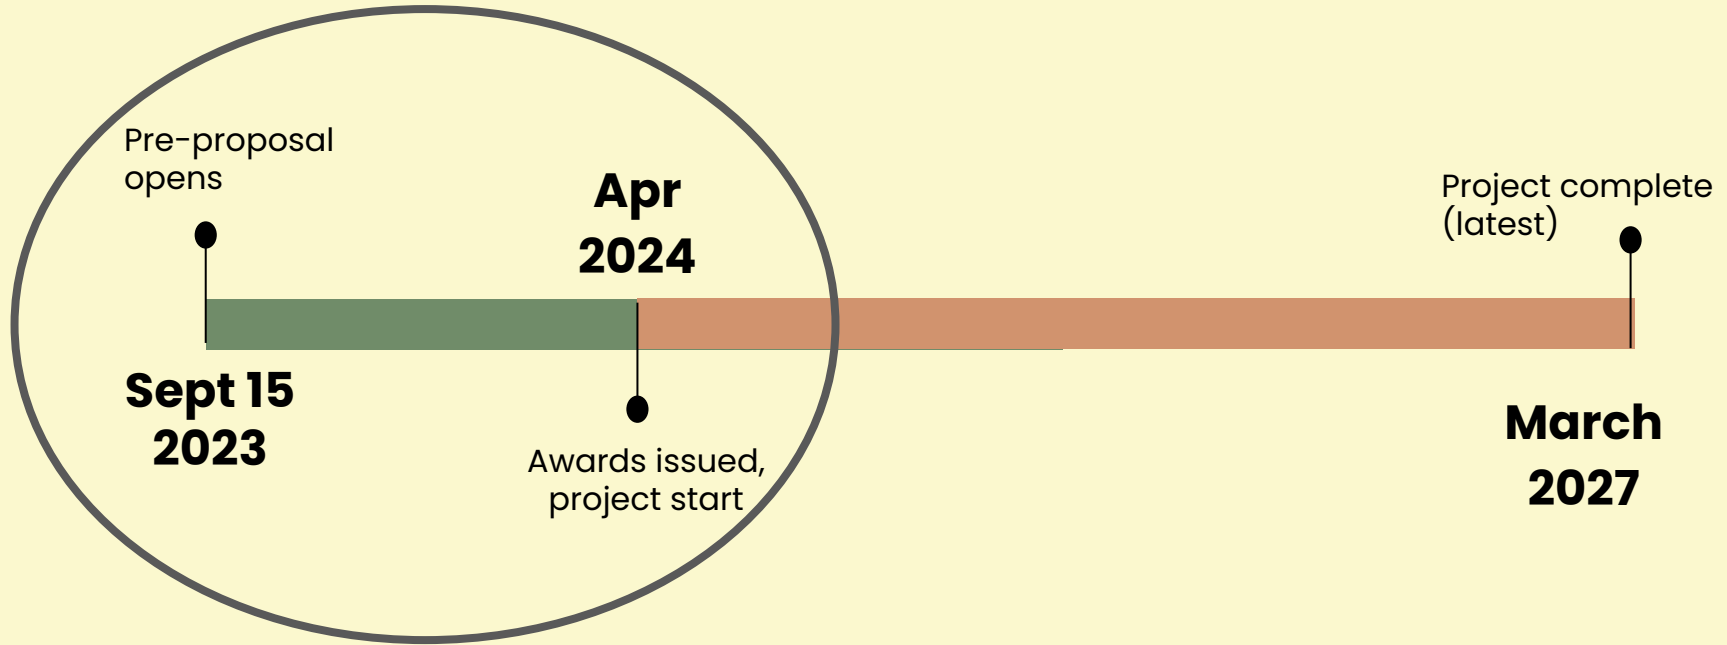 Pre-proposal
opens
Apr
2024
Project complete
(latest)
Sept 15
2023
Awards issued,
project start
March
2027